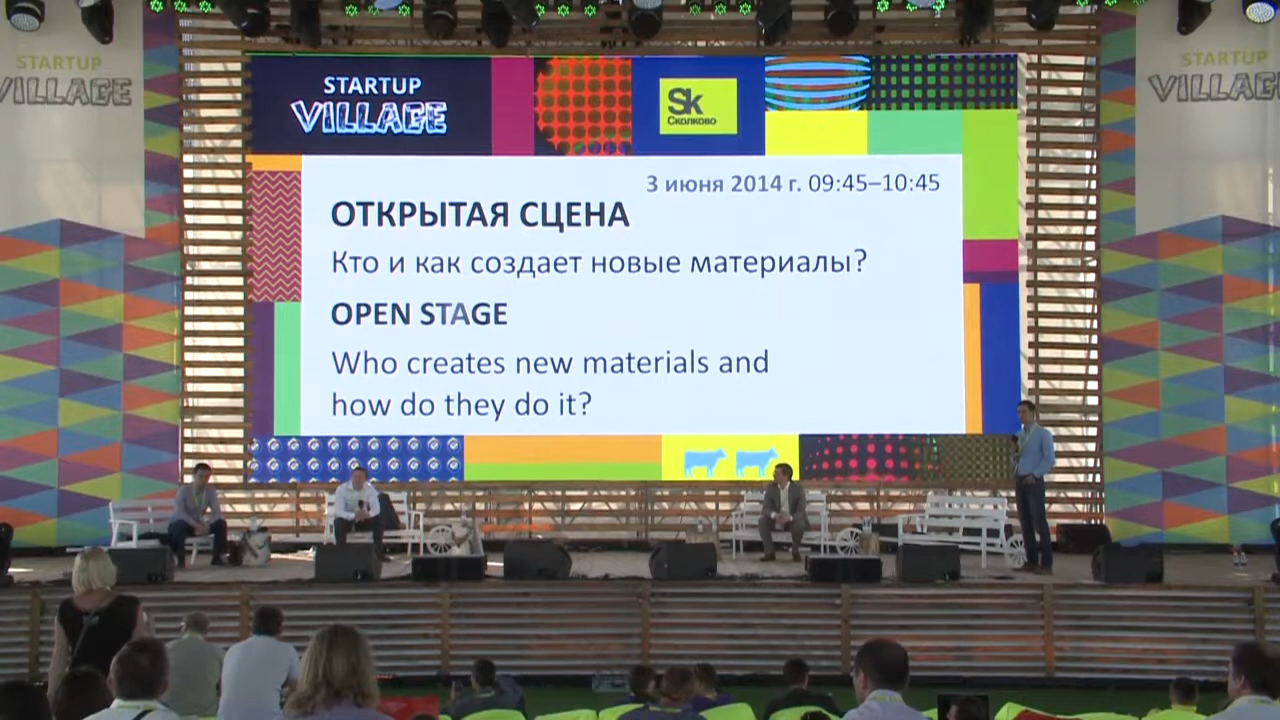 STARTUP
VILLAGE
STARTUP
VILLAGE
Sk
Сколково
STARTUP
VILLAGE
3 июня 2014 г. 09:45–10:45
ОТКРЫТАЯ СЦЕНА
Кто и как создает новые материалы?
OPEN STAGE
Who creates new materials and
how do they do it?